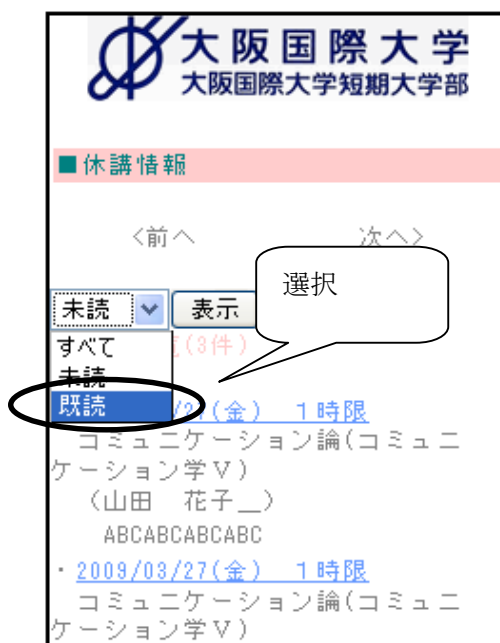 大阪国際大学
大阪国際大学短期大学部
■休講情報
<前へ 次へ>
選択
未読 表示
すべて (3件)
未読
既読 /27(金) 1時限
コミュニケーション論(コミュニ
ケーション学Ⅴ)
(山田 花子＿)
ABCABCABCABC
・2009/03/27(金) 1時限
コミュニケーション論(コミュニ
ケーション学Ⅴ)